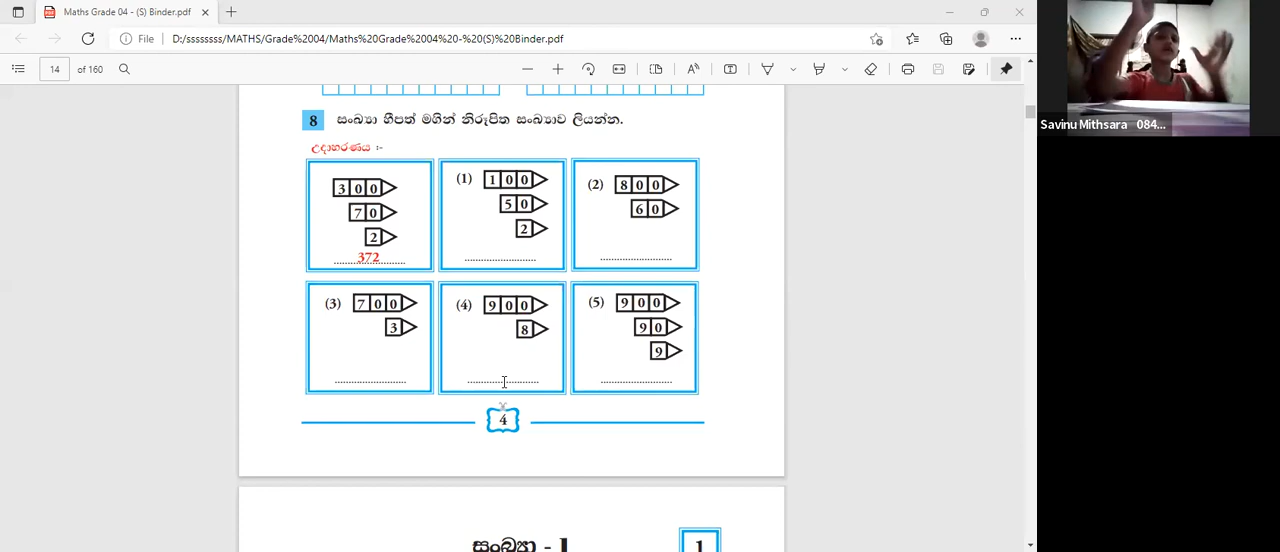 Maths Grade 04 - (S) Binder.pdf
File
D:/ssssssss/MATHS/Grade%2004/Maths%20Grade%2004%20-%20(S)%20Binder.pdf
14 of 160
8 සංඛ්‍යා හීපත් මගින් නිරූපිත සංඛ්‍යාව ලියන්න.
උදාහරණය :-
300
70
2
372
(1) 100
50
2
(2) 800
60
(3) 700
3
(4) 900
8
(5) 900
90
9
4
සංඛ්‍යා - 1
1
Savinu Mithsara 084...